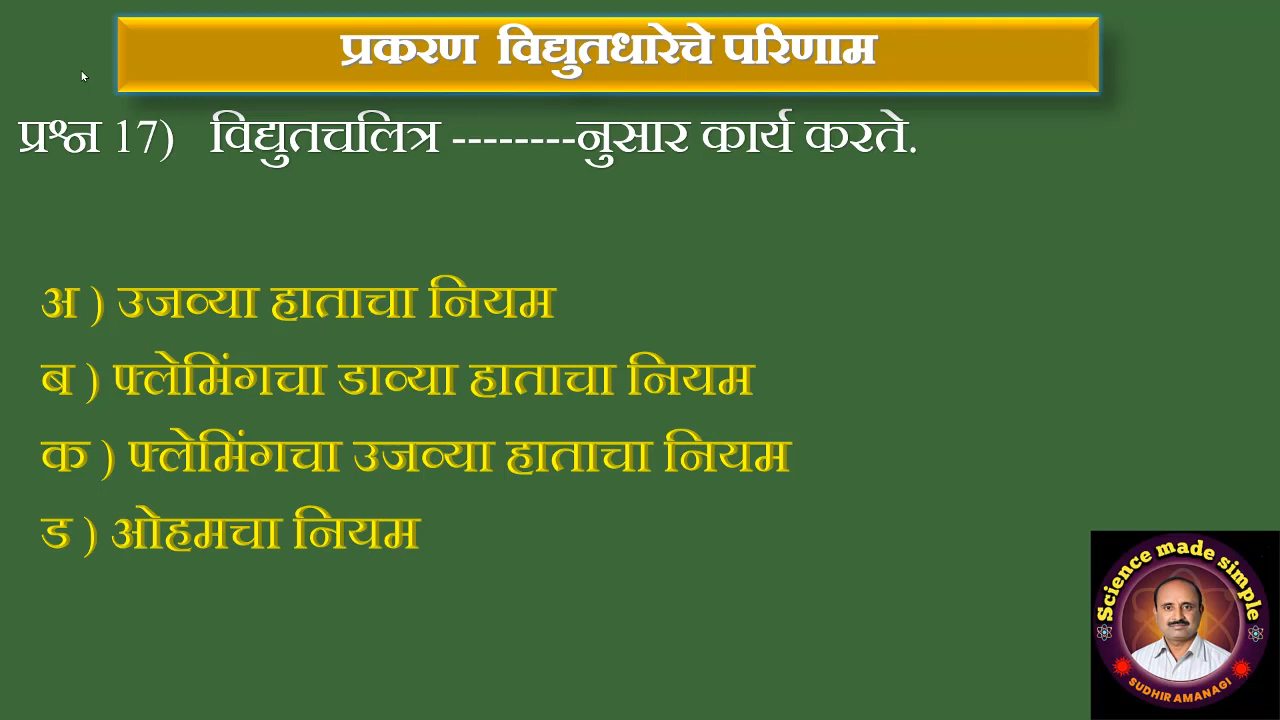 प्रकरण विद्युतधारेचे परिणाम
प्रश्न 17) विद्युतचलित्र --------नुसार कार्य करते.
अ ) उजव्या हाताचा नियम
ब ) फ्लेमिंगचा डाव्या हाताचा नियम
क ) फ्लेमिंगचा उजव्या हाताचा नियम
ड ) ओहमचा नियम
Science made simple
SUDHIR AMANAGI